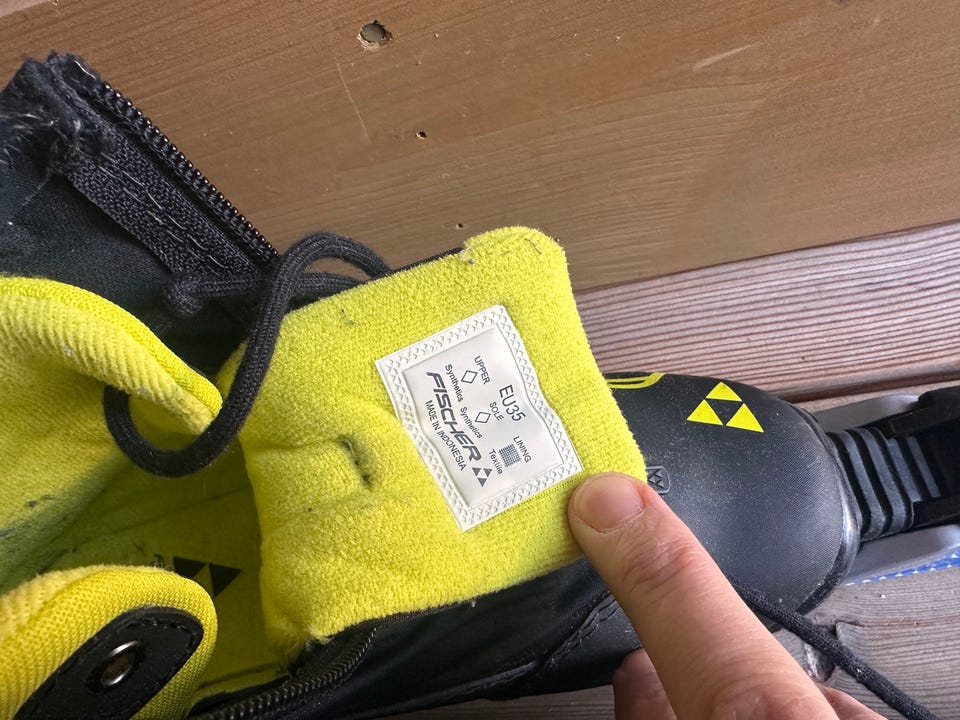 EU35
UPPER SOLE LINING
Synthetics Synthetics Textile
FISCHER
MADE IN INDONESIA